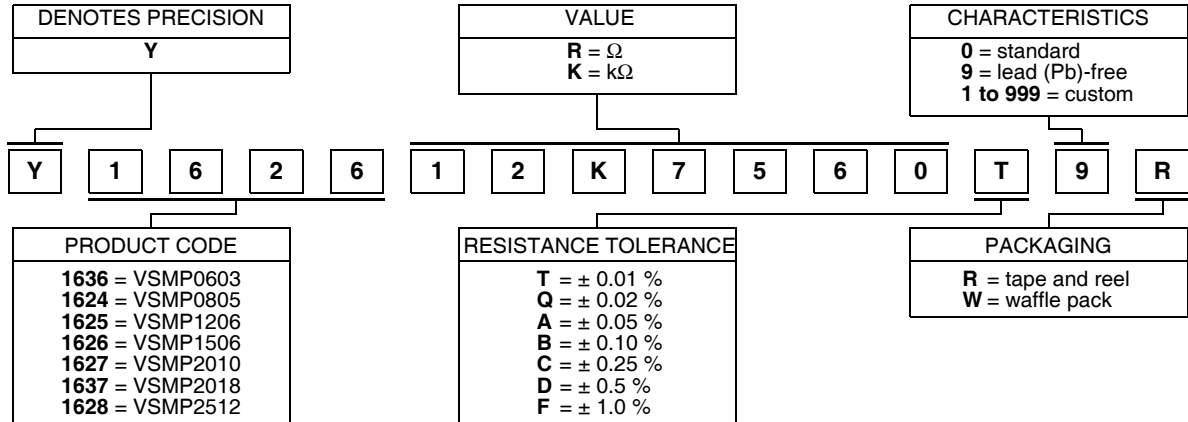 DENOTES PRECISION
Y
VALUE
R = Ω
K = kΩ
CHARACTERISTICS
0 = standard
9 = lead (Pb)-free
1 to 999 = custom
Y 1 6 2 6 1 2 K 7 5 6 0 T 9 R
PRODUCT CODE
1636 = VSMP0603
1624 = VSMP0805
1625 = VSMP1206
1626 = VSMP1506
1627 = VSMP2010
1637 = VSMP2018
1628 = VSMP2512
RESISTANCE TOLERANCE
T = ± 0.01 %
Q = ± 0.02 %
A = ± 0.05 %
B = ± 0.10 %
C = ± 0.25 %
D = ± 0.5 %
F = ± 1.0 %
PACKAGING
R = tape and reel
W = waffle pack